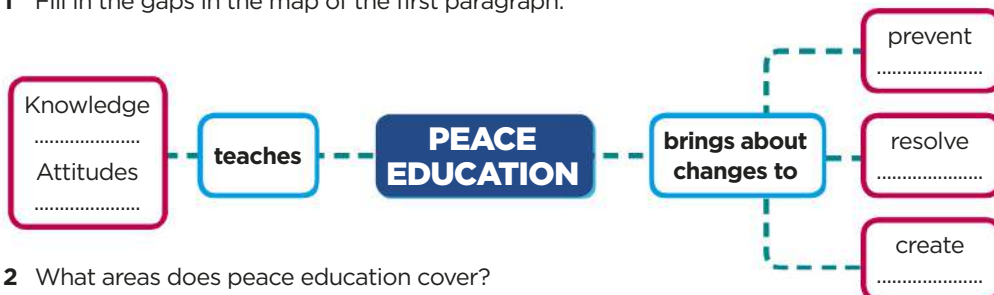 1 Fill in the gaps in the map of the first paragraph.
prevent
.....................
Knowledge
.....................
Attitudes
.....................
teaches
PEACE
EDUCATION
brings about
changes to
resolve
.....................
create
.....................
2 What areas does peace education cover?